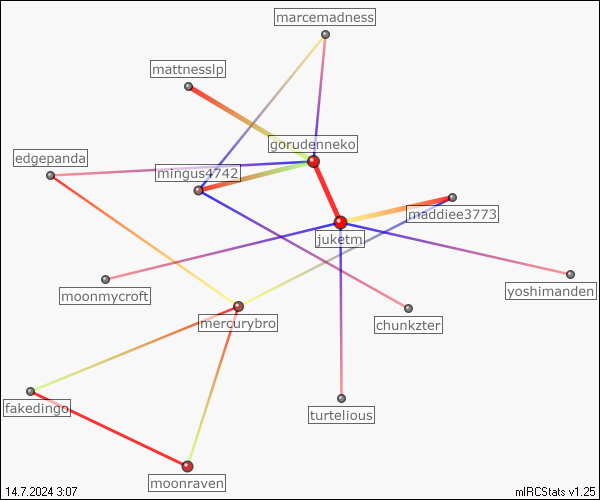 marcemadness
mattnesslp
gorudenneko
edgepanda
mingus4742
maddiee3773
juketm
moonmycroft
yoshimanden
mercurybro
chunkzter
fakedingo
turtelious
moonraven
14.7.2024 3:07
mIRCStats v1.25